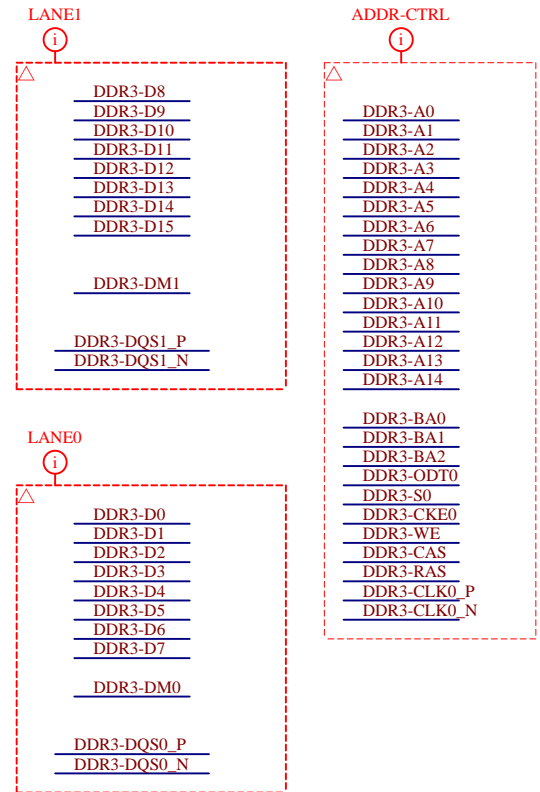 LANE1
i
DDR3-D8
DDR3-D9
DDR3-D10
DDR3-D11
DDR3-D12
DDR3-D13
DDR3-D14
DDR3-D15
DDR3-DM1
DDR3-DQS1_P
DDR3-DQS1_N
LANE0
i
DDR3-D0
DDR3-D1
DDR3-D2
DDR3-D3
DDR3-D4
DDR3-D5
DDR3-D6
DDR3-D7
DDR3-DM0
DDR3-DQS0_P
DDR3-DQS0_N
ADDR-CTRL
i
DDR3-A0
DDR3-A1
DDR3-A2
DDR3-A3
DDR3-A4
DDR3-A5
DDR3-A6
DDR3-A7
DDR3-A8
DDR3-A9
DDR3-A10
DDR3-A11
DDR3-A12
DDR3-A13
DDR3-A14
DDR3-BA0
DDR3-BA1
DDR3-BA2
DDR3-ODT0
DDR3-S0
DDR3-CKE0
DDR3-WE
DDR3-CAS
DDR3-RAS
DDR3-CLK0_P
DDR3-CLK0_N